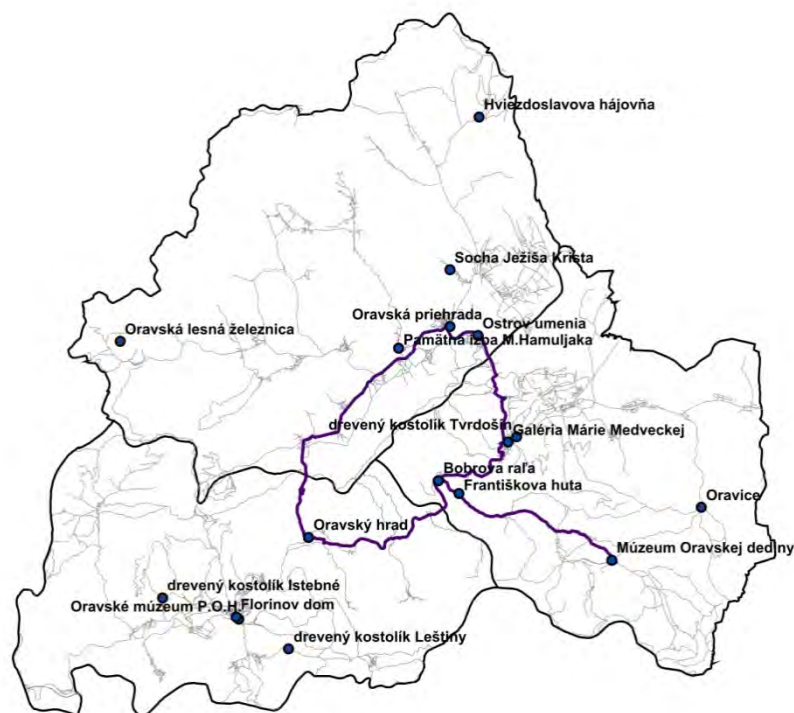 Hviezdoslavova hájovňa
Socha Ježiša Krista
Oravská priehrada
Ostrov umenia
Oravská lesná železnica
Pamätná izba M.Hamuljaka
drevený kostolík Tvrdošín
Galéria Márie Medveckej
Bobrova raľa
Františkova huta
Oravice
Oravský hrad
Múzeum Oravskej dediny
drevený kostolík Istebné
Oravské múzeum P.O.H.
Florinov dom
drevený kostolík Leštiny